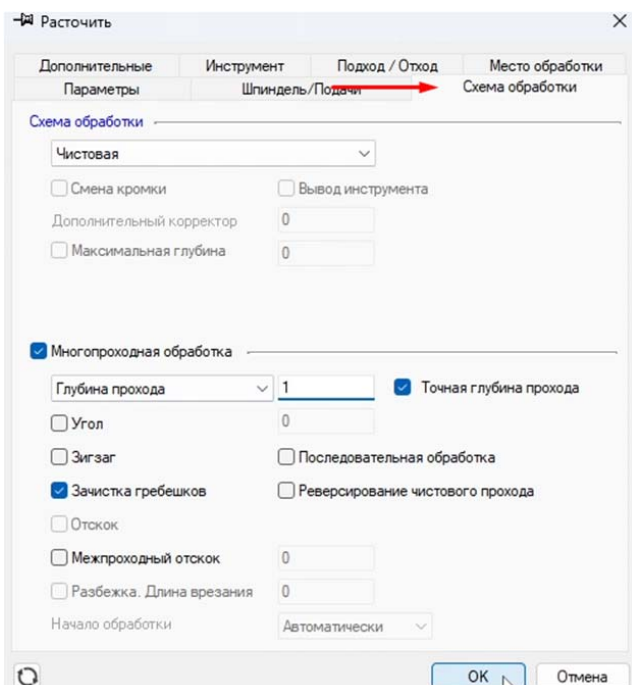 Расточить
Дополнительные Инструмент Подход / Отход Место обработки
Параметры Шпиндель/Подачи Схема обработки
Схема обработки
Чистовая
Смена кромки Вывод инструмента
Дополнительный корректор 0
Максимальная глубина 0
Многопроходная обработка
Глубина прохода 1 Точная глубина прохода
Угол 0
Зигзаг Последовательная обработка
Зачистка гребешков Реверсирование чистового прохода
Отскок
Межпроходный отскок 0
Разбежка. Длина врезания 0
Начало обработки Автоматически
OK Отмена